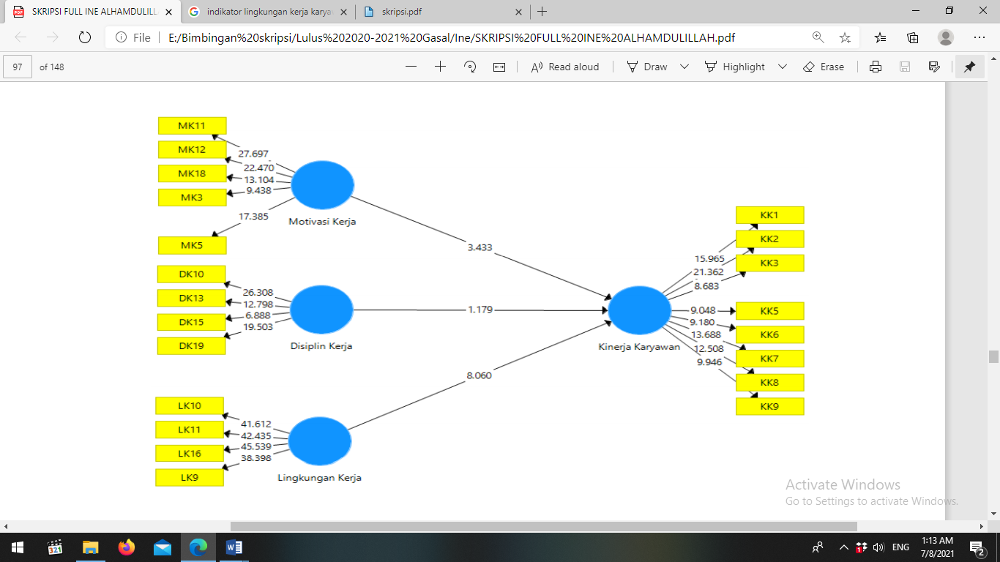 SKRIPSI FULL INE ALHAMDULILL
indikator lingkungan kerja karya
skripsi.pdf
File
E:/Bimbingan%20skripsi/Lulus%202020-2021%20Gasal/Ine/SKRIPSI%20FULL%20INE%20ALHAMDULILLAH.pdf
97 of 148
Read aloud
Draw
Highlight
Erase
MK11
MK12
MK18
MK3
MK5
27.697
22.470
13.104
9.438
17.385
Motivasi Kerja
DK10
DK13
DK15
DK19
26.308
12.798
6.888
19.503
Disiplin Kerja
LK10
LK11
LK16
LK9
41.612
42.435
45.539
38.398
Lingkungan Kerja
3.433
1.179
8.060
Kinerja Karyawan
15.965
21.362
8.683
9.048
9.180
13.688
12.508
9.946
KK1
KK2
KK3
KK5
KK6
KK7
KK8
KK9
Activate Windows
Go to Settings to activate Windows.
321
ENG
1:13 AM
7/8/2021
2